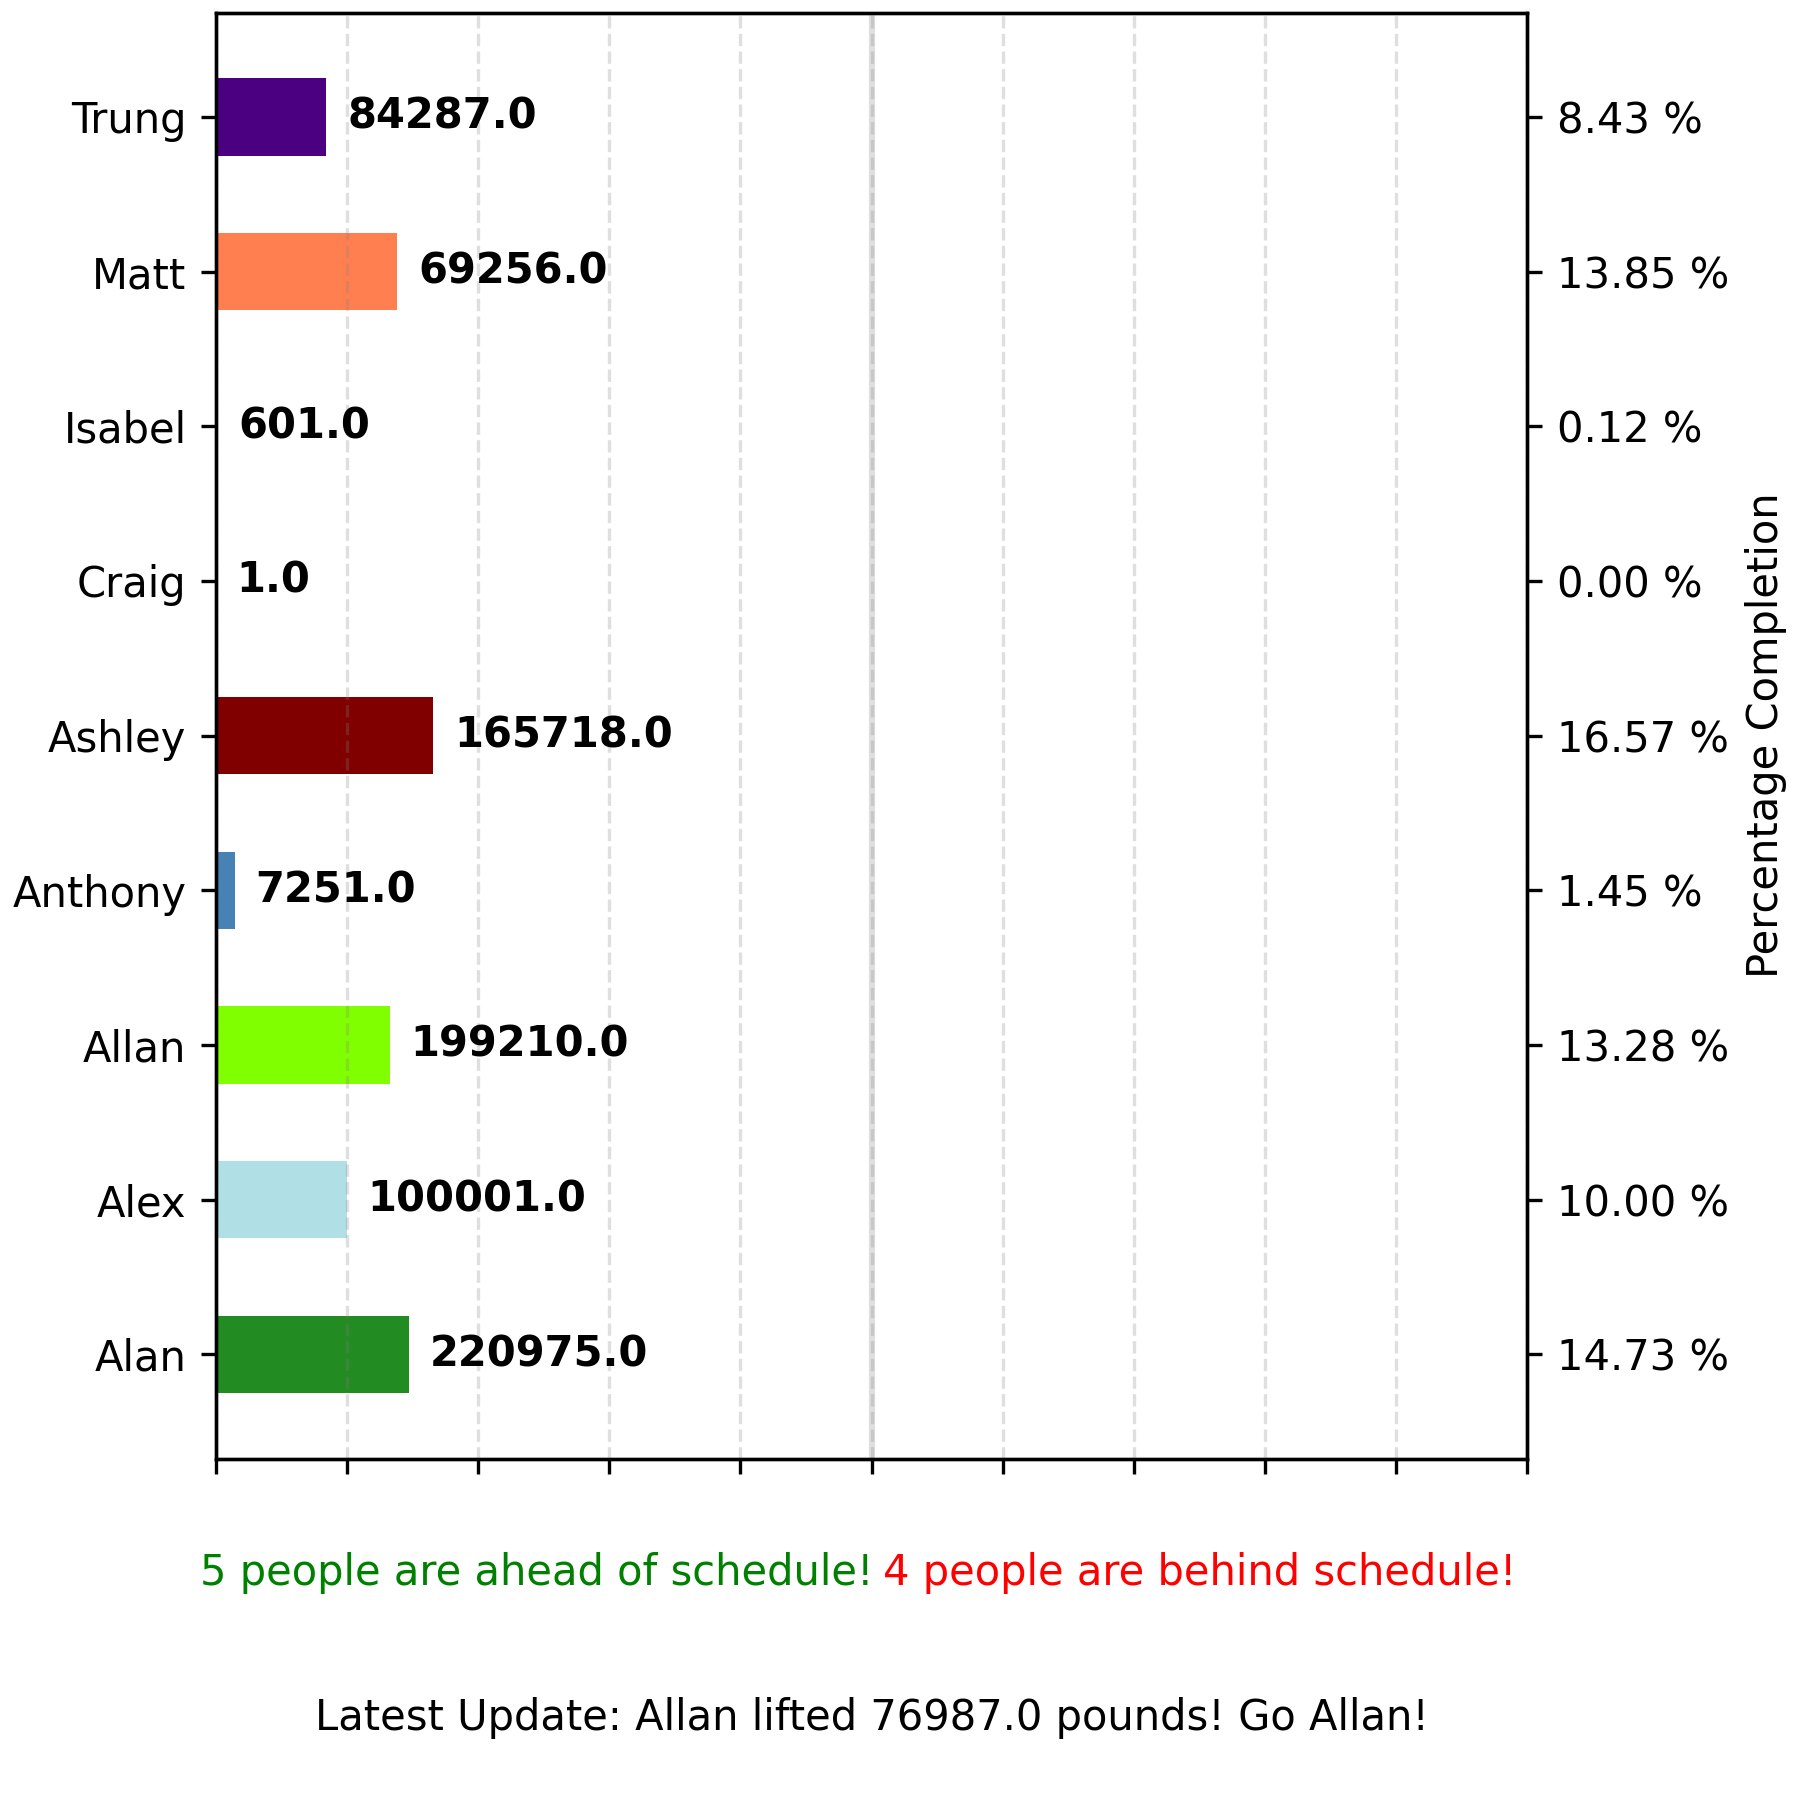 Trung 84287.0 8.43 %
Matt 69256.0 13.85 %
Isabel 601.0 0.12 %
Craig 1.0 0.00 %
Ashley 165718.0 16.57 %
Anthony 7251.0 1.45 %
Allan 199210.0 13.28 %
Alex 100001.0 10.00 %
Alan 220975.0 14.73 %
Percentage Completion
5 people are ahead of schedule! 4 people are behind schedule!
Latest Update: Allan lifted 76987.0 pounds! Go Allan!